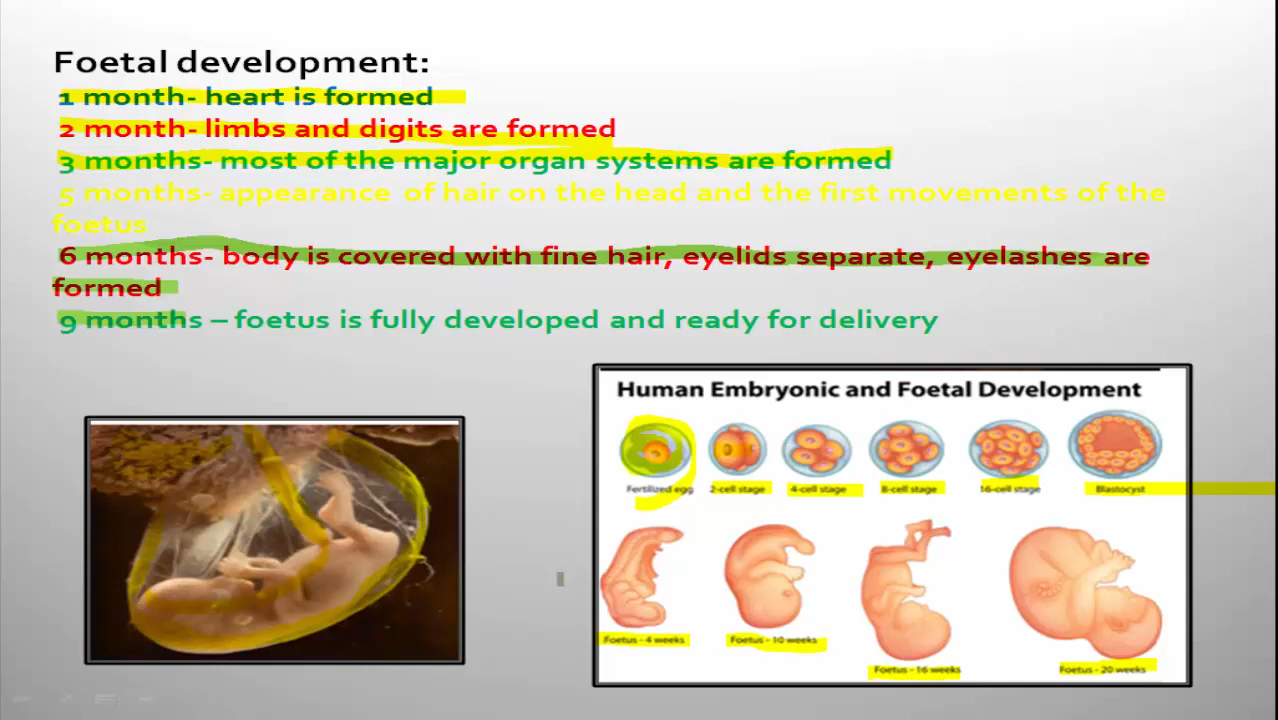 Foetal development:
1 month- heart is formed
2 month- limbs and digits are formed
3 months- most of the major organ systems are formed
5 months- appearance of hair on the head and the first movements of the
foetus
6 months- body is covered with fine hair, eyelids separate, eyelashes are
formed
9 months – foetus is fully developed and ready for delivery
Human Embryonic and Foetal Development
Fertilized egg 2-cell stage 4-cell stage 8-cell stage 16-cell stage Blastocyst
Foetus - 4 weeks Foetus - 10 weeks
Foetus - 16 weeks Foetus - 20 weeks